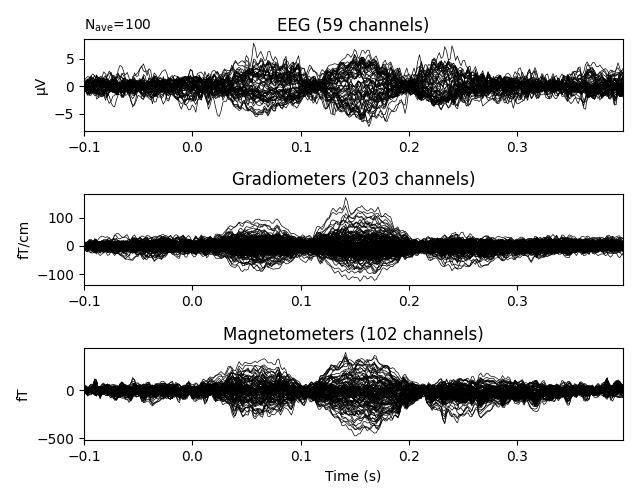 N_ave=100
EEG (59 channels)
5
0
−5
µV
−0.1 0.0 0.1 0.2 0.3
Gradiometers (203 channels)
100
0
−100
fT/cm
−0.1 0.0 0.1 0.2 0.3
Magnetometers (102 channels)
0
−500
fT
−0.1 0.0 0.1 0.2 0.3
Time (s)